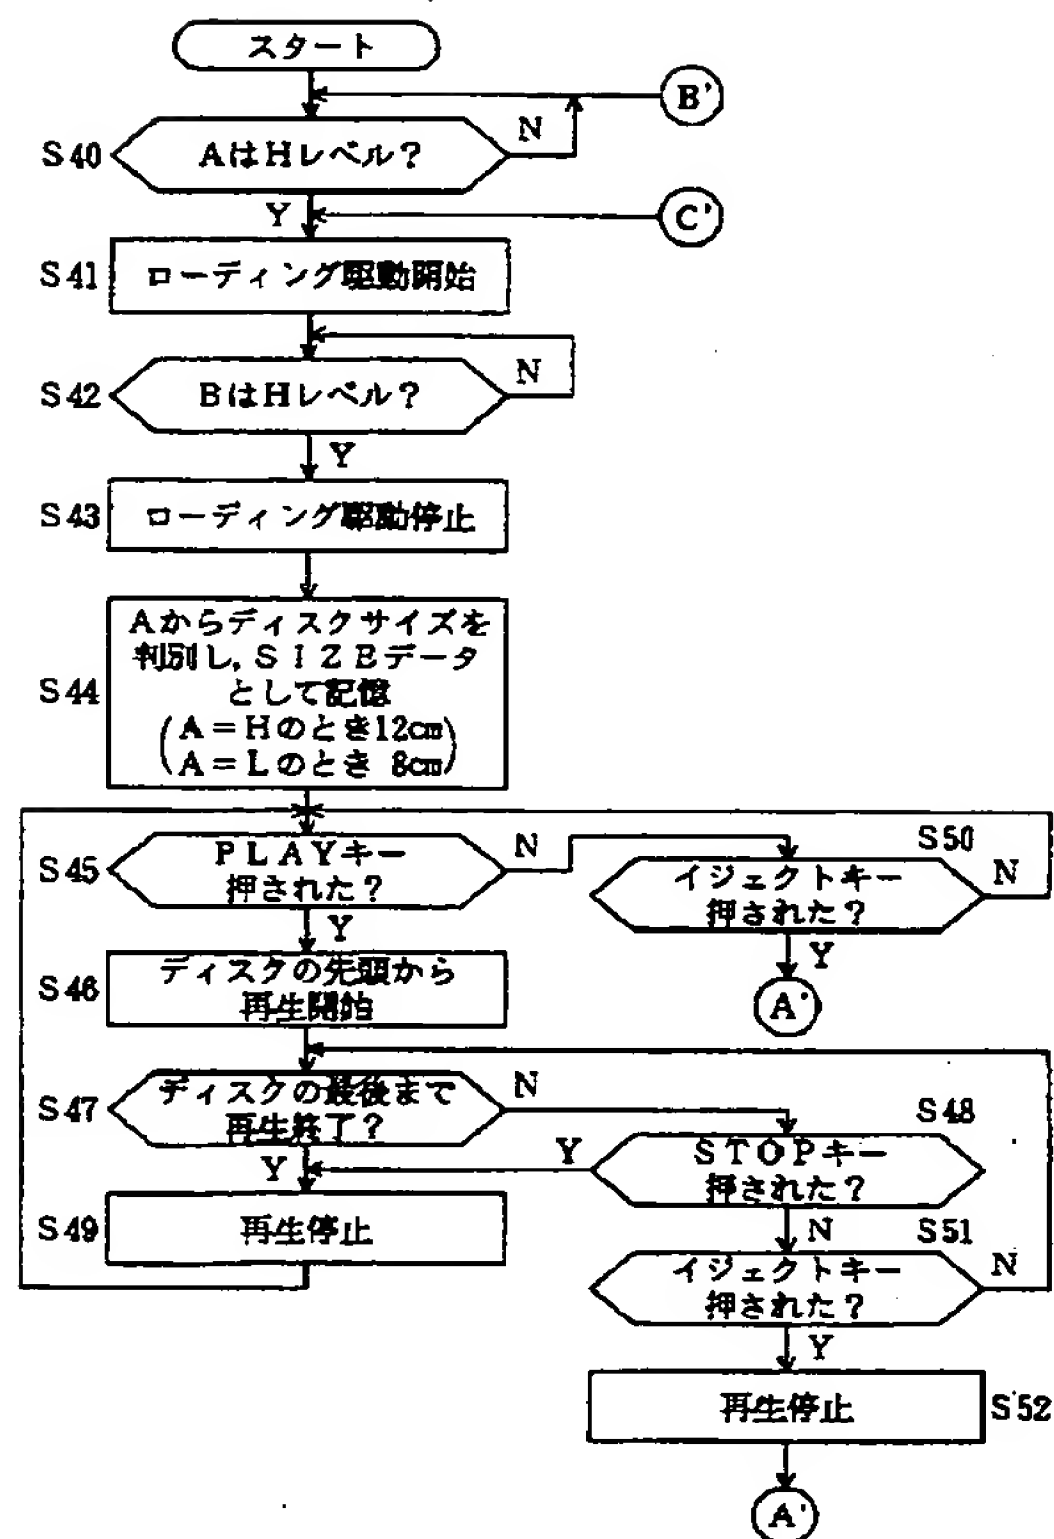 スタート
B'
N
S40
AはHレベル?
Y
C'
S41
ローディング駆動開始
N
S42
BはHレベル?
Y
S43
ローディング駆動停止
S44
Aからディスクサイズを
判別し,SIZEデータ
として記憶
(A=Hのとき12cm)
(A=Lのとき 8cm)
S45
PLAYキー
押された?
N
S50
イジェクトキー
押された?
N
Y
Y
A'
S46
ディスクの先頭から
再生開始
S47
ディスクの最後まで
再生終了?
N
S48
STOPキー
押された?
Y
Y
N
S49
再生停止
S51
イジェクトキー
押された?
N
Y
再生停止
S52
A'